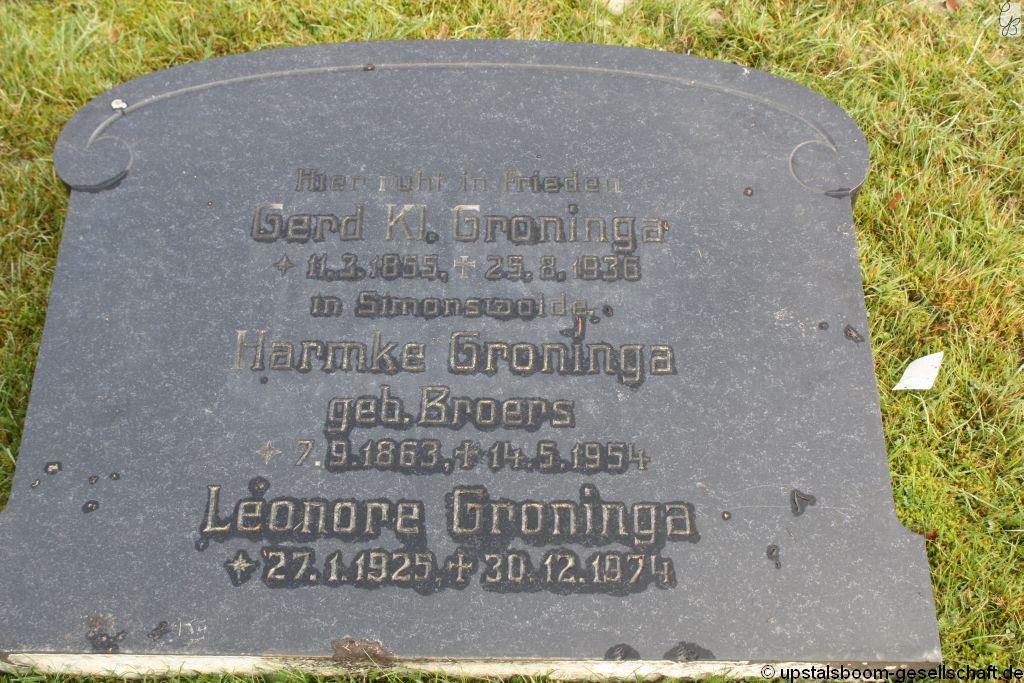 Hier ruht in Frieden
Gerd Kl. Groninga
11.3.1855, ✝ 25.8.1936
in Simonswolde.
Harmke Groninga
geb. Broers
7.9.1863, ✝ 14.5.1954
Leonore Groninga
27.1.1925, ✝ 30.12.1974
© upstalsboom-gesellschaft.de